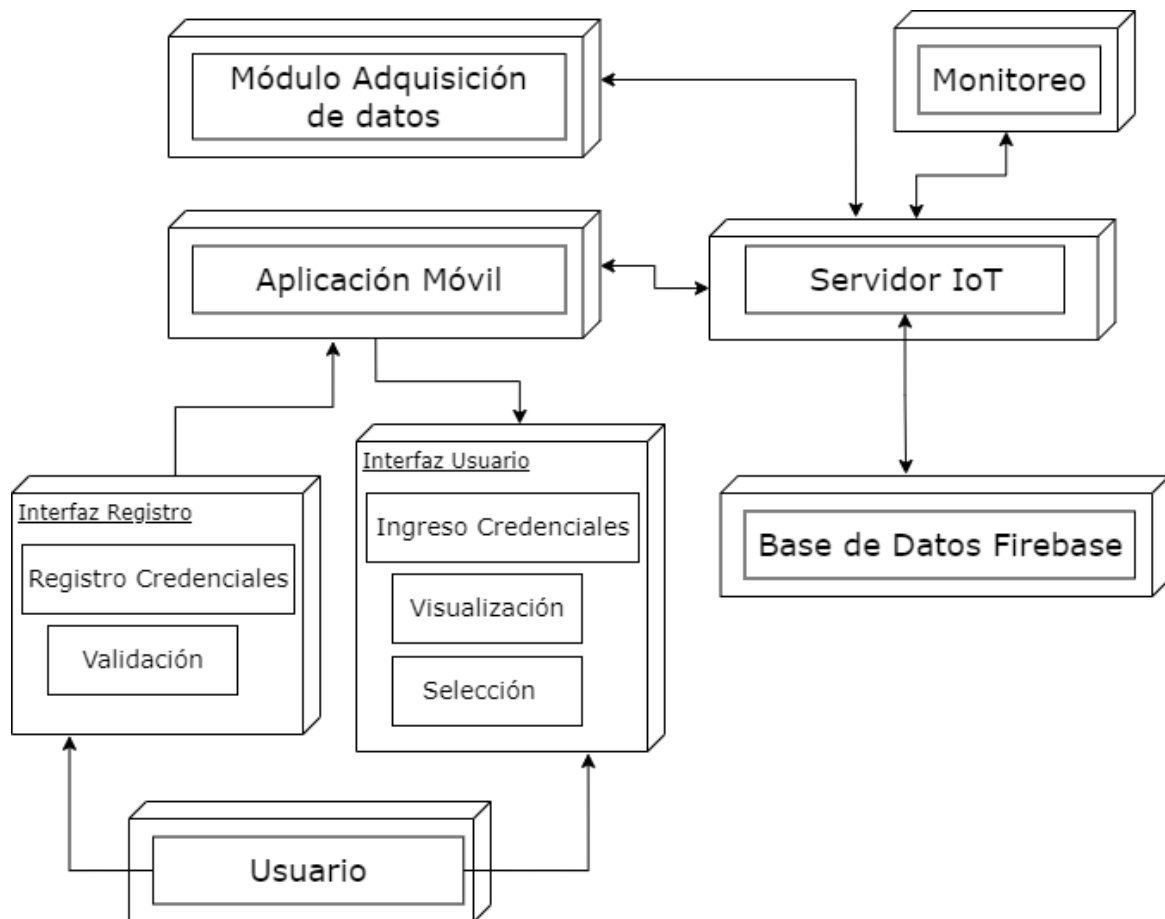 Módulo Adquisición
de datos
Monitoreo
Aplicación Móvil
Servidor IoT
Interfaz Registro
Registro Credenciales
Validación
Interfaz Usuario
Ingreso Credenciales
Visualización
Selección
Base de Datos Firebase
Usuario